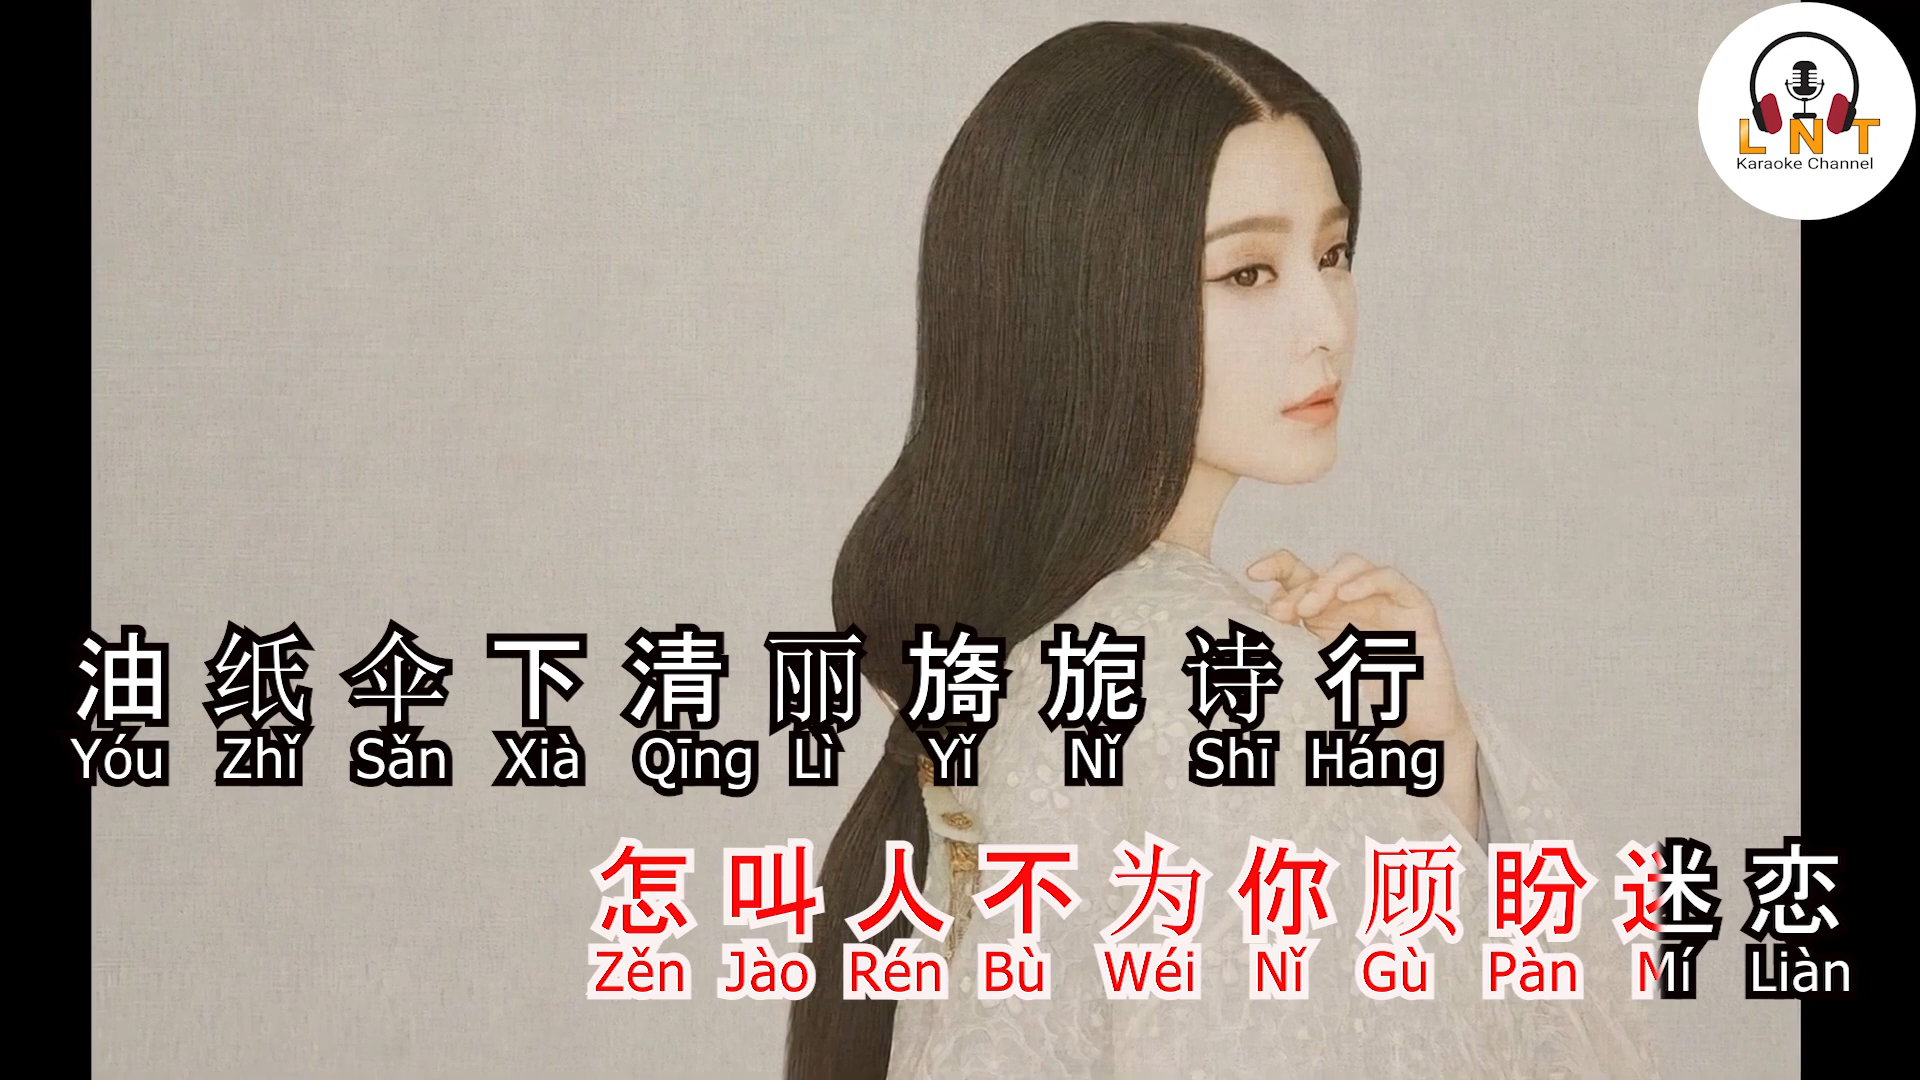 L N T
Karaoke Channel
油 纸 伞 下 清 丽 旖 旎 诗 行
Yóu Zhǐ Sǎn Xià Qīng Lì Yǐ Nǐ Shī Háng
怎 叫 人 不 为 你 顾 盼 迷 恋
Zěn Jào Rén Bù Wéi Nǐ Gù Pàn Mí Liàn